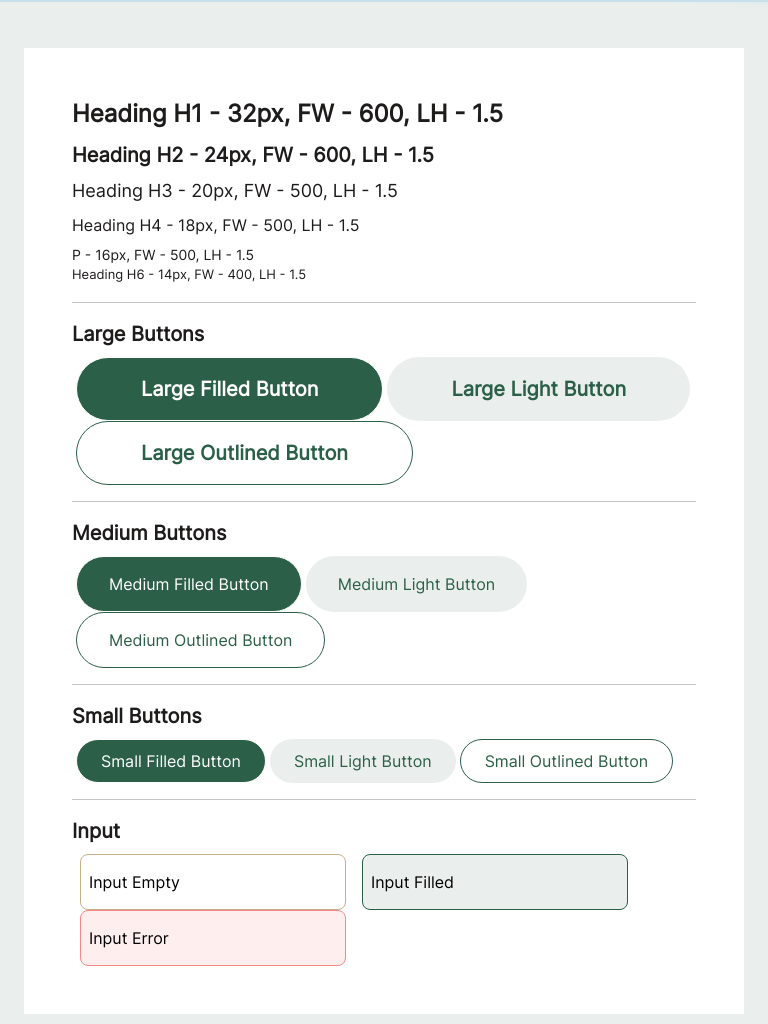 Heading H1 - 32px, FW - 600, LH - 1.5
Heading H2 - 24px, FW - 600, LH - 1.5
Heading H3 - 20px, FW - 500, LH - 1.5
Heading H4 - 18px, FW - 500, LH - 1.5
P - 16px, FW - 500, LH - 1.5
Heading H6 - 14px, FW - 400, LH - 1.5
Large Buttons
Large Filled Button
Large Light Button
Large Outlined Button
Medium Buttons
Medium Filled Button
Medium Light Button
Medium Outlined Button
Small Buttons
Small Filled Button
Small Light Button
Small Outlined Button
Input
Input Empty
Input Filled
Input Error